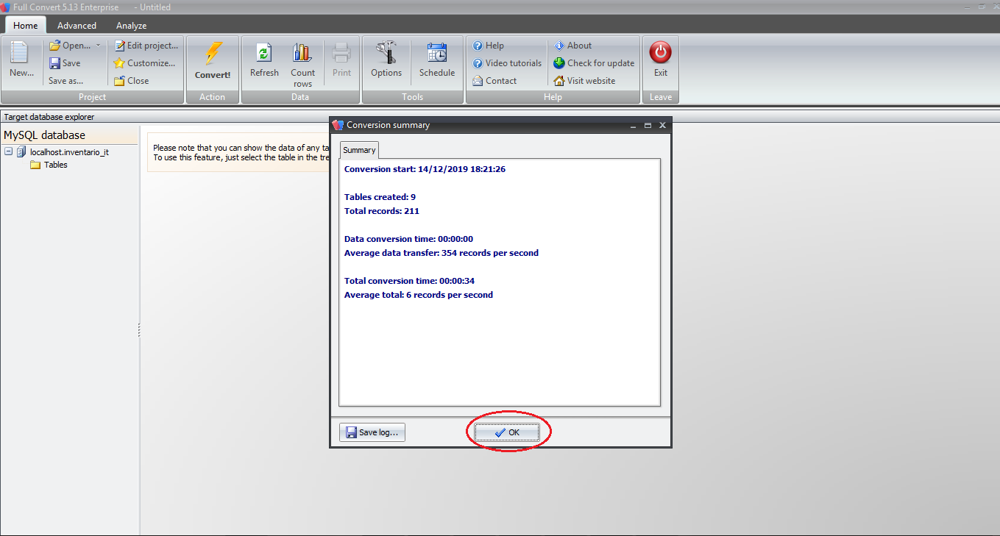 Full Convert 5.13 Enterprise - Untitled
Home Advanced Analyze
New...
Open...
Save
Save as...
Edit project...
Customize...
Close
Project
Convert!
Action
Refresh
Count rows
Print
Data
Options
Schedule
Tools
Help
Video tutorials
Contact
About
Check for update
Visit website
Help
Exit
Leave
Target database explorer
MySQL database
localhost.inventario_it
Tables
Please note that you can show the data of any ta
To use this feature, just select the table in the tre
Conversion summary
Summary
Conversion start: 14/12/2019 18:21:26
Tables created: 9
Total records: 211
Data conversion time: 00:00:00
Average data transfer: 354 records per second
Total conversion time: 00:00:34
Average total: 6 records per second
Save log...
OK